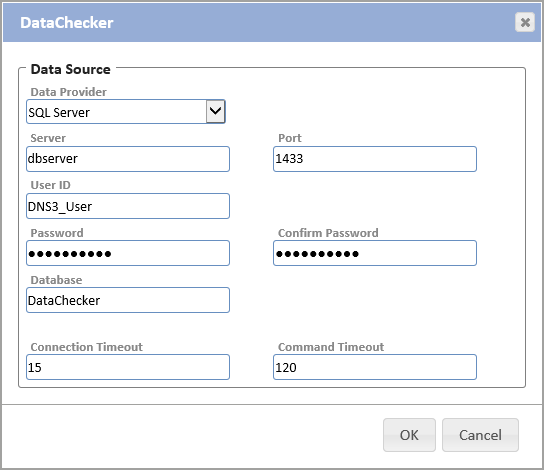 DataChecker
Data Source
Data Provider
SQL Server
Server
Port
dbserver
1433
User ID
DNS3_User
Password
Confirm Password
●●●●●●●●●●
●●●●●●●●●●
Database
DataChecker
Connection Timeout
Command Timeout
15
120
OK
Cancel